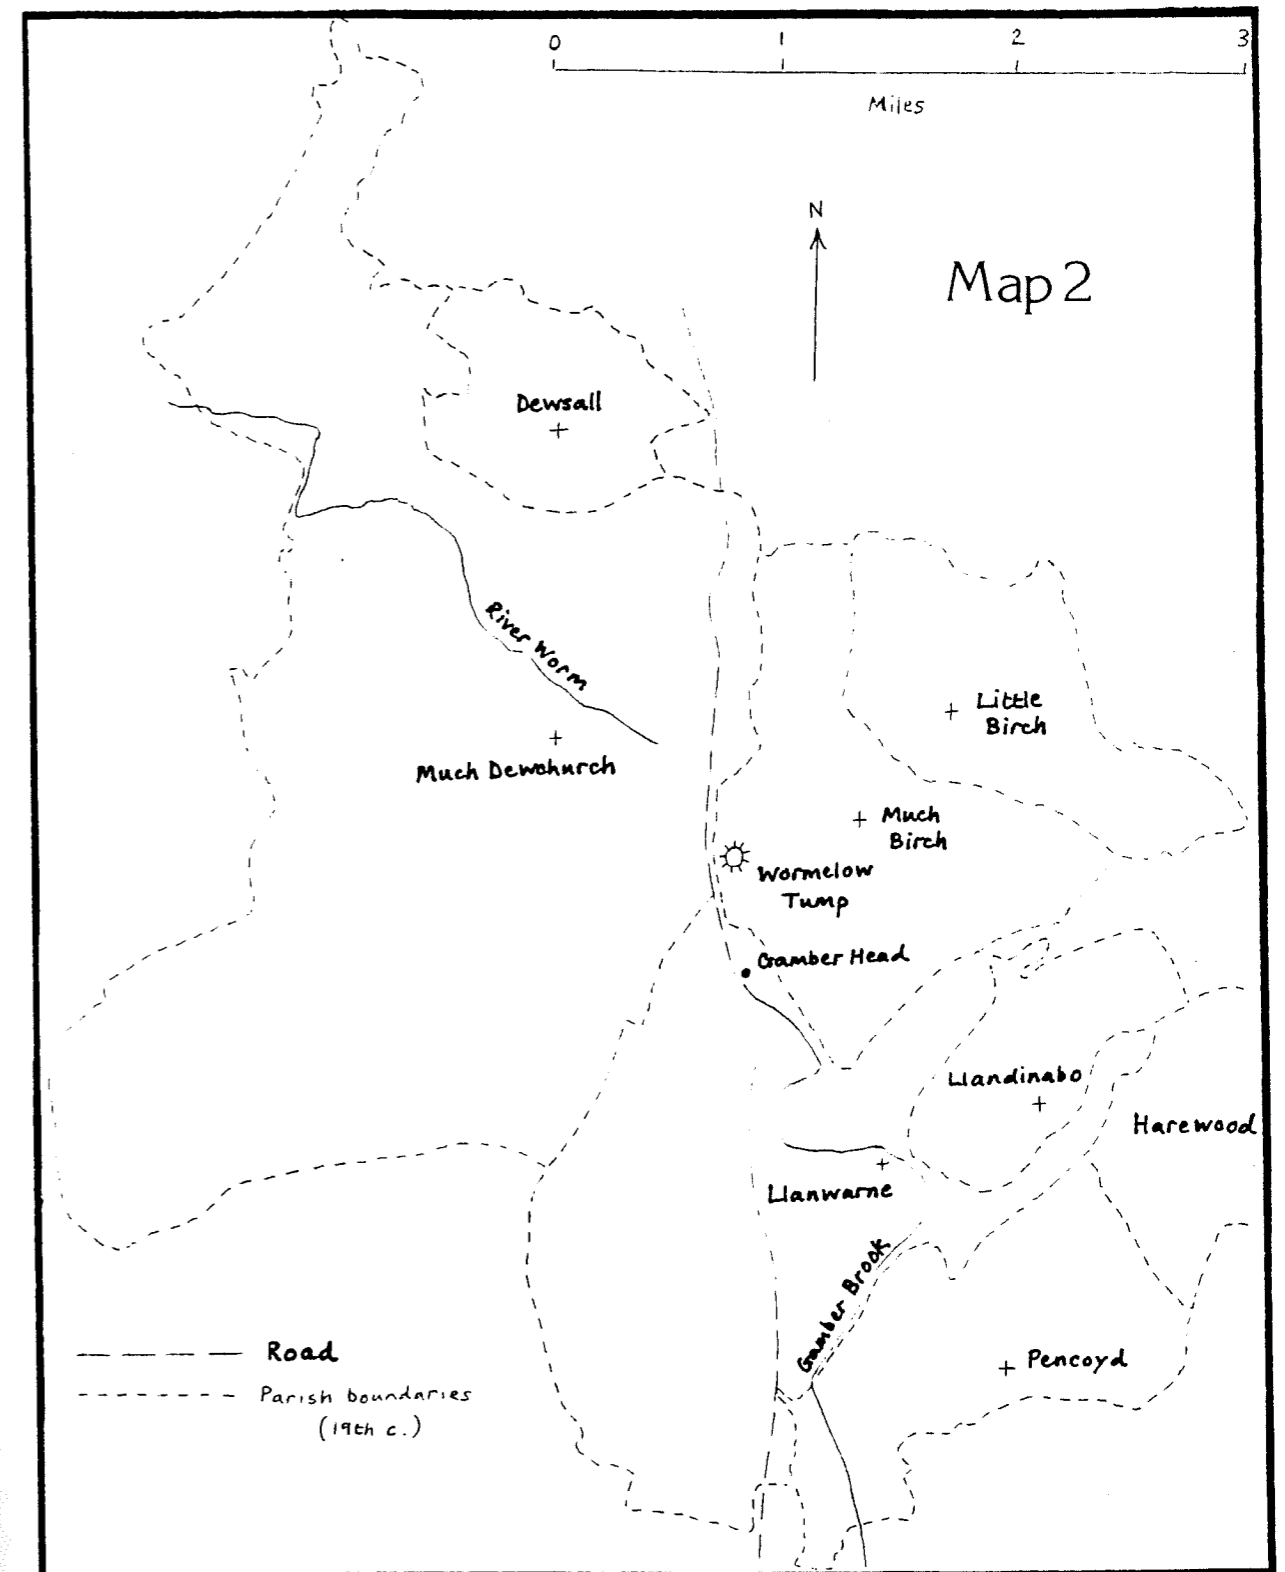 0 1 2 3
Miles
N
Map 2
Dewsall
River Worm
Little
Birch
Much Dewchurch
Much
Birch
Wormelow
Tump
Gamber Head
Llandinabo
Harewood
Llanwarne
Gamber Brook
Pencoyd
Road
Parish boundaries
(19th c.)